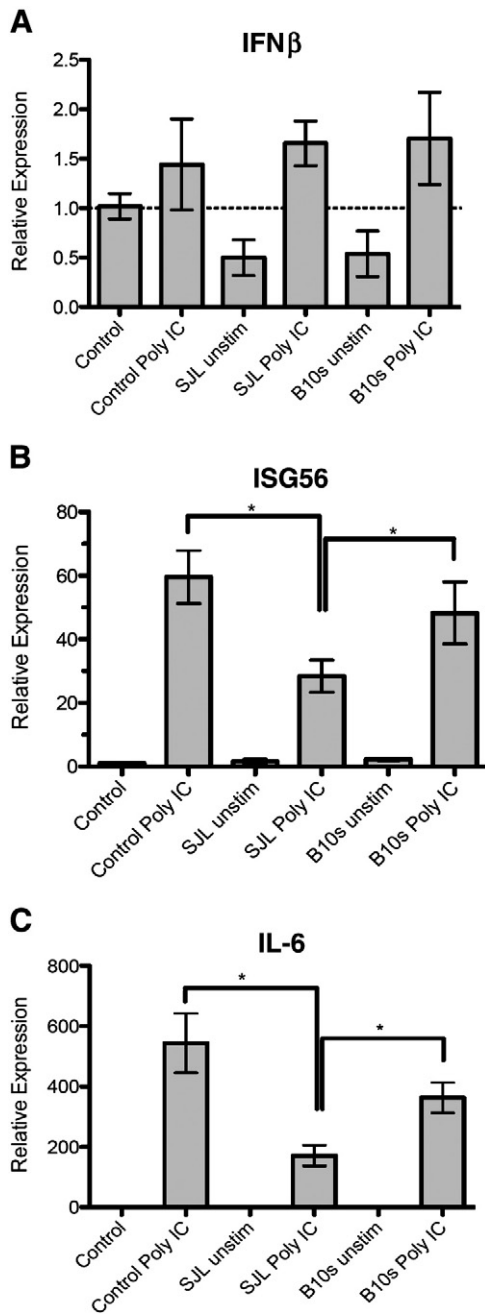 A
IFNβ
Relative Expression
2.5
2.0
1.5
1.0
0.5
0.0
Control
Control Poly IC
SJL unstim
SJL Poly IC
B10s unstim
B10s Poly IC
B
ISG56
Relative Expression
80
60
40
20
0
*
*
Control
Control Poly IC
SJL unstim
SJL Poly IC
B10s unstim
B10s Poly IC
C
IL-6
Relative Expression
800
600
400
200
0
*
*
Control
Control Poly IC
SJL unstim
SJL Poly IC
B10s unstim
B10s Poly IC